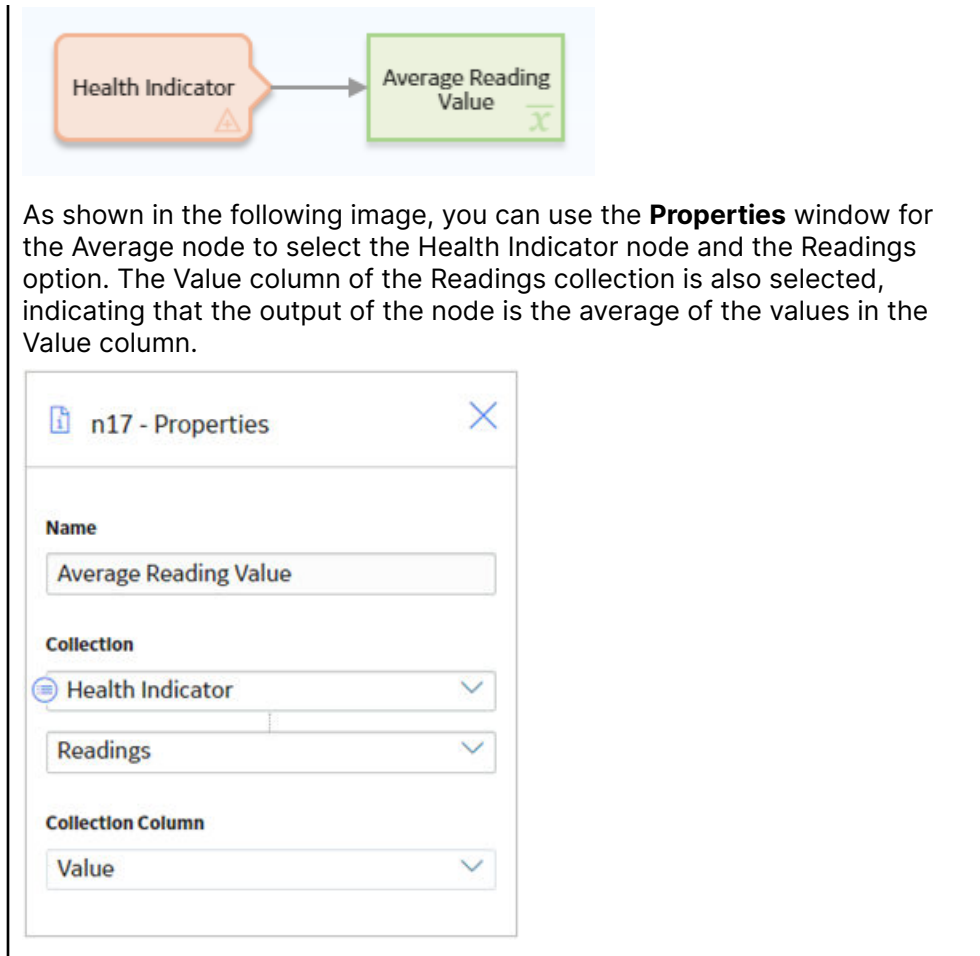 Health Indicator
Average Reading
Value
x
As shown in the following image, you can use the Properties window for
the Average node to select the Health Indicator node and the Readings
option. The Value column of the Readings collection is also selected,
indicating that the output of the node is the average of the values in the
Value column.
n17 - Properties
Name
Average Reading Value
Collection
Health Indicator
Readings
Collection Column
Value